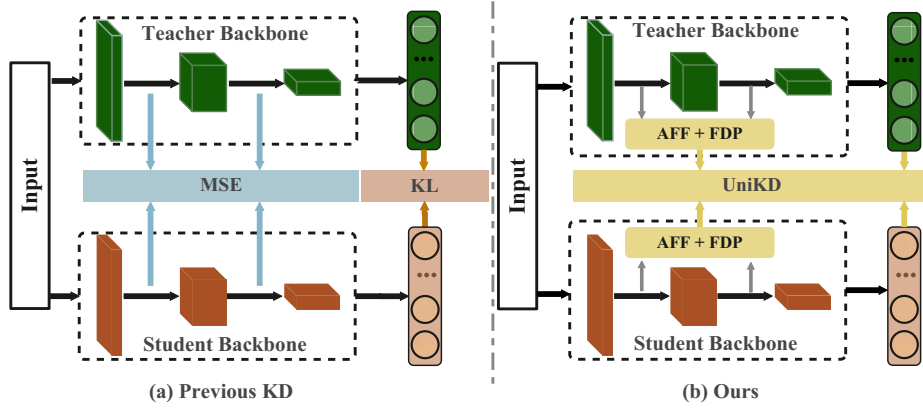 Input
Teacher Backbone
•••
MSE
KL
•••
Student Backbone
(a) Previous KD
Input
Teacher Backbone
•••
AFF + FDP
UniKD
AFF + FDP
•••
Student Backbone
(b) Ours